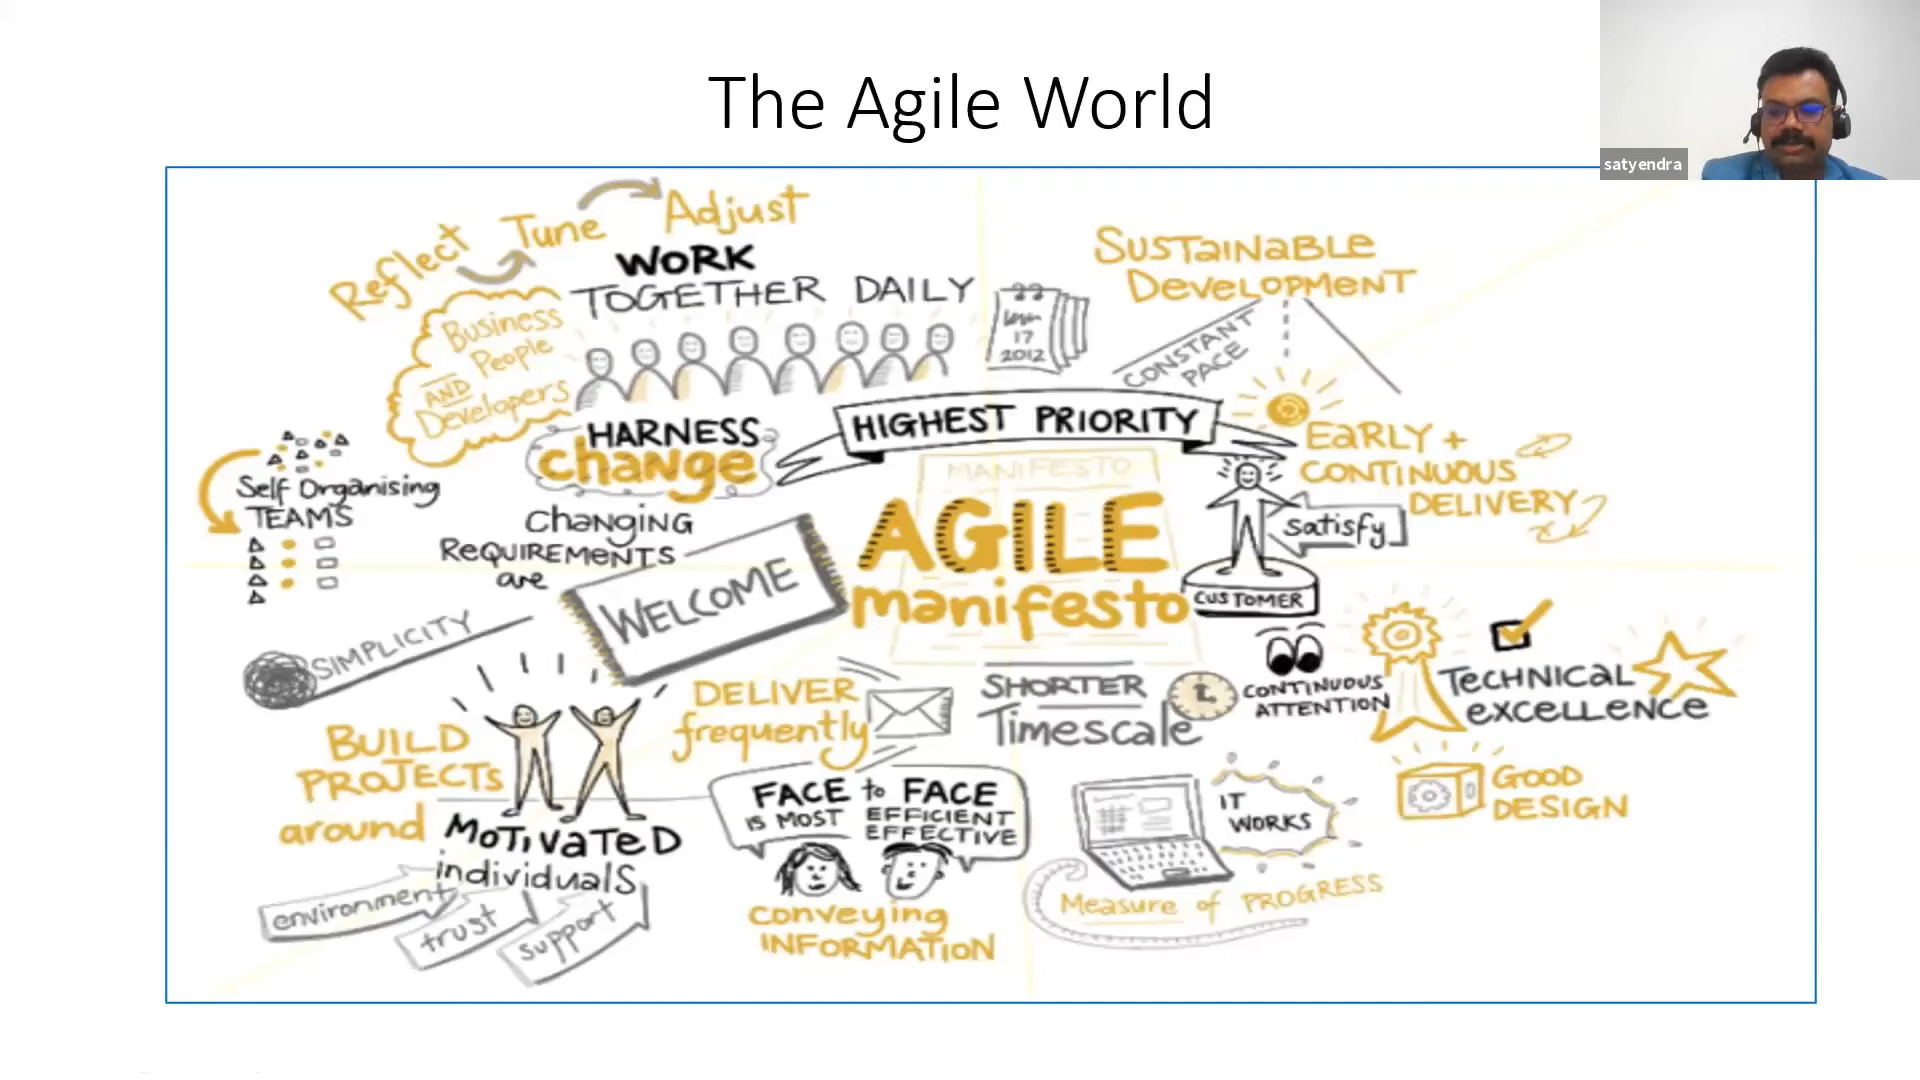 The Agile World
satyendra
Reflect Tune Adjust
WORK
TOGETHER DAILY
Business
People
AND
Developers
17
2012
SUSTaiNaBLE
DEVELOPMENT
CONSTANT
PACE
HIGHEST PRIORITY
HARNESS
change
CHaNGiNG
REQUIREMENTS
are
WELCOME
Self Organising
TEAMS
MANIFESTO
AGILE
manifesto
EaRLY +
CONTINUOUS
DELIVERY
Satisfy
CUSTOMER
SIMPLICITY
BUILD
PROJECTS
around
MOTiVaTeD
individuals
environment
trust
support
DELIVER
frequently
SHORTER
Timescale
CONTINUOUS
ATTENTION
TECHNICAL
excellence
GOOD
DESIGN
FACE to FACE
IS MOST EFFICIENT
EFFECTIVE
conveying
INFORMATION
IT
WORKS
Measure of PROGRESS